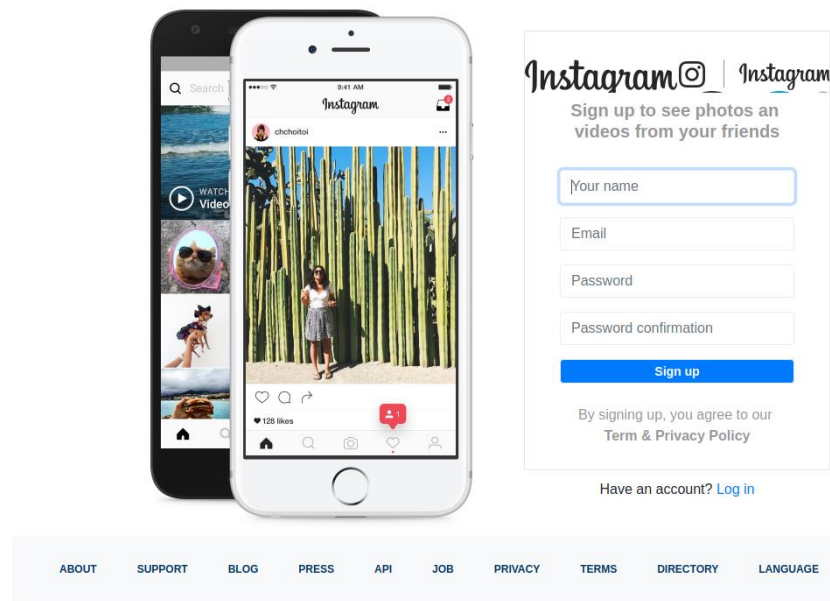 Search
WATCH
Video
9:41 AM
Instagram
2
chchoitoi
128 likes
1
Instagram
Instagram
Sign up to see photos an
videos from your friends
Your name
Email
Password
Password confirmation
Sign up
By signing up, you agree to our
Term & Privacy Policy
Have an account? Log in
ABOUT SUPPORT BLOG PRESS API JOB PRIVACY TERMS DIRECTORY LANGUAGE